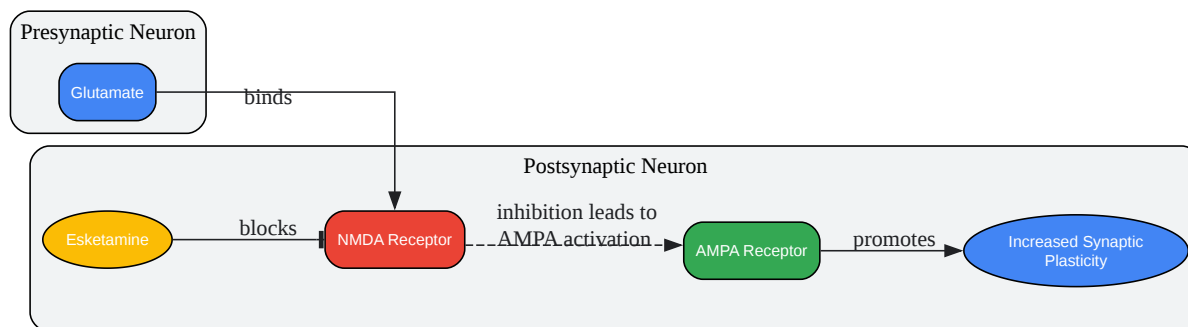 Presynaptic Neuron
Glutamate
binds
Postsynaptic Neuron
Esketamine
blocks
NMDA Receptor
inhibition leads to
AMPA activation
AMPA Receptor
promotes
Increased Synaptic
Plasticity